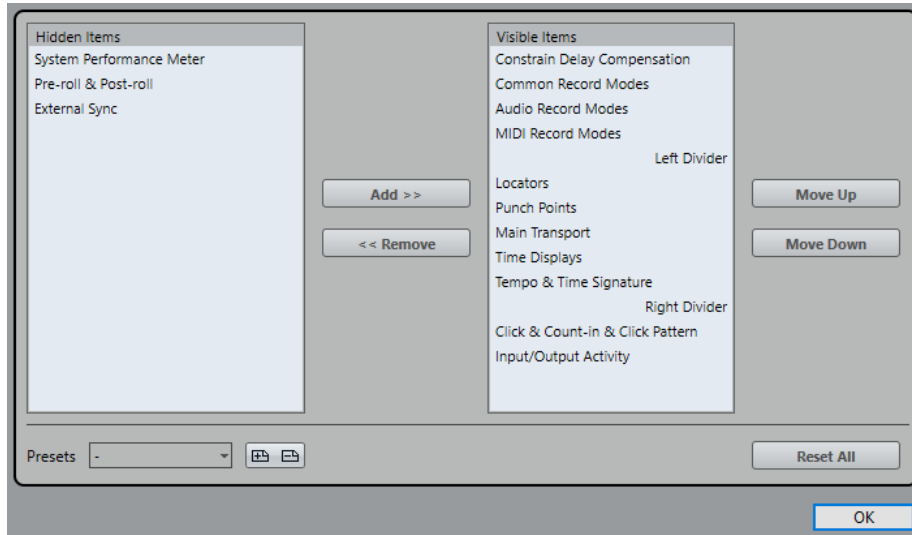 Hidden Items
System Performance Meter
Pre-roll & Post-roll
External Sync
Add >>
<< Remove
Visible Items
Constrain Delay Compensation
Common Record Modes
Audio Record Modes
MIDI Record Modes
Left Divider
Locators
Punch Points
Main Transport
Time Displays
Tempo & Time Signature
Right Divider
Click & Count-in & Click Pattern
Input/Output Activity
Move Up
Move Down
Presets -
Reset All
OK